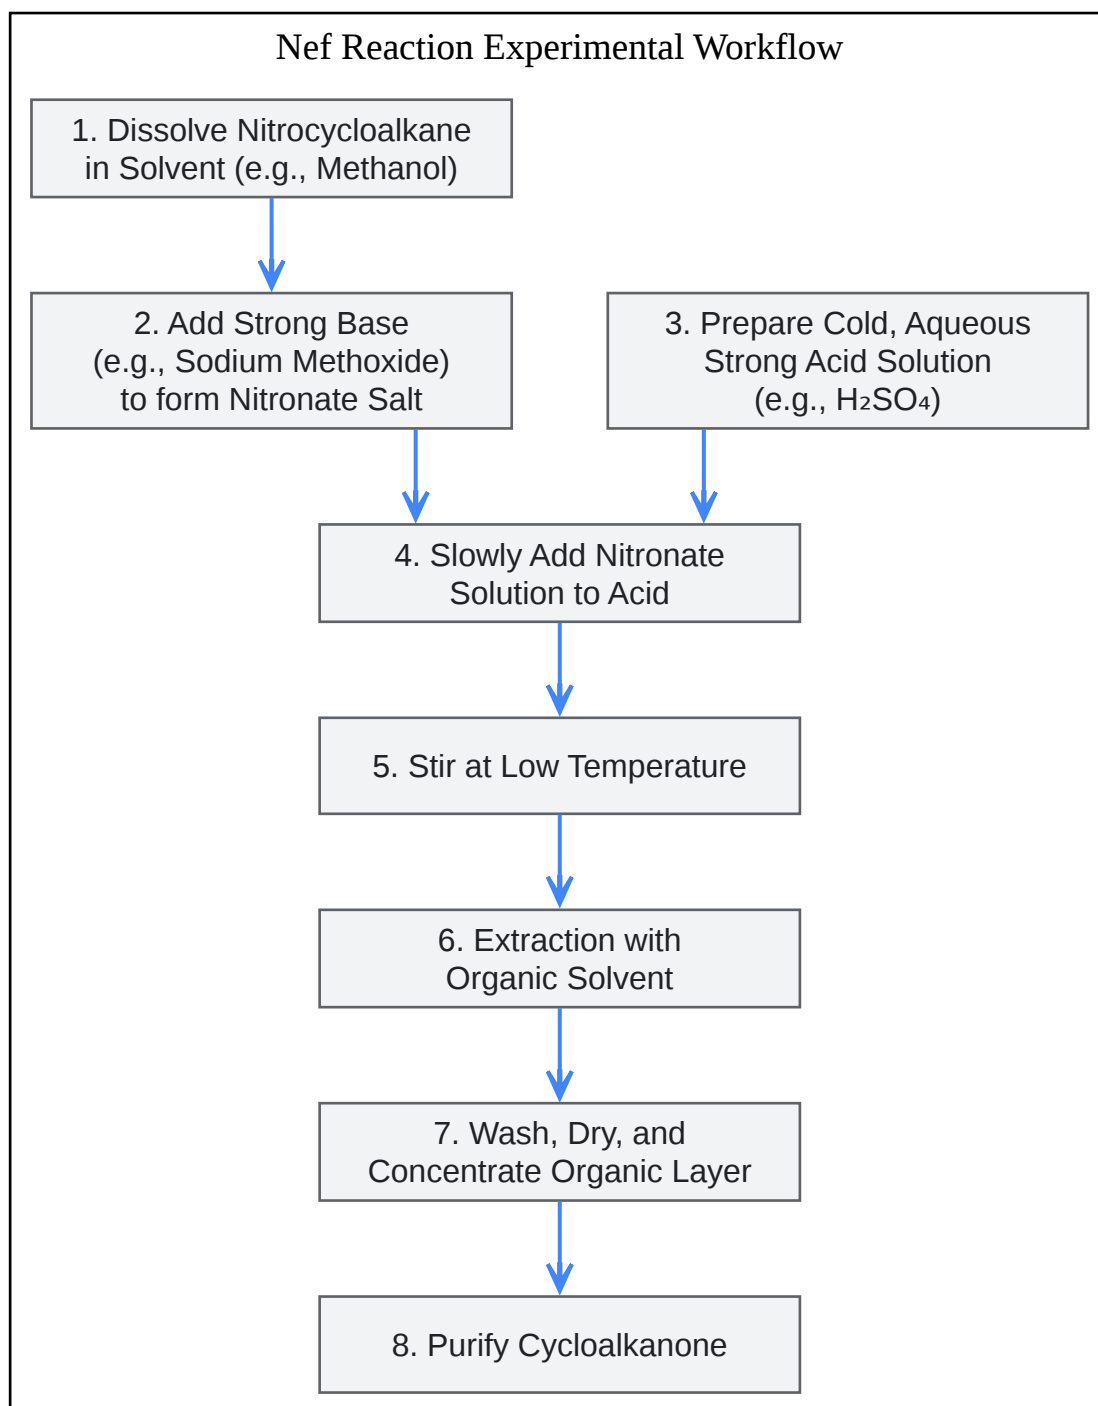 Nef Reaction Experimental Workflow
1. Dissolve Nitrocycloalkane
in Solvent (e.g., Methanol)
2. Add Strong Base
(e.g., Sodium Methoxide)
to form Nitronate Salt
3. Prepare Cold, Aqueous
Strong Acid Solution
(e.g., H₂SO₄)
4. Slowly Add Nitronate
Solution to Acid
5. Stir at Low Temperature
6. Extraction with
Organic Solvent
7. Wash, Dry, and
Concentrate Organic Layer
8. Purify Cycloalkanone